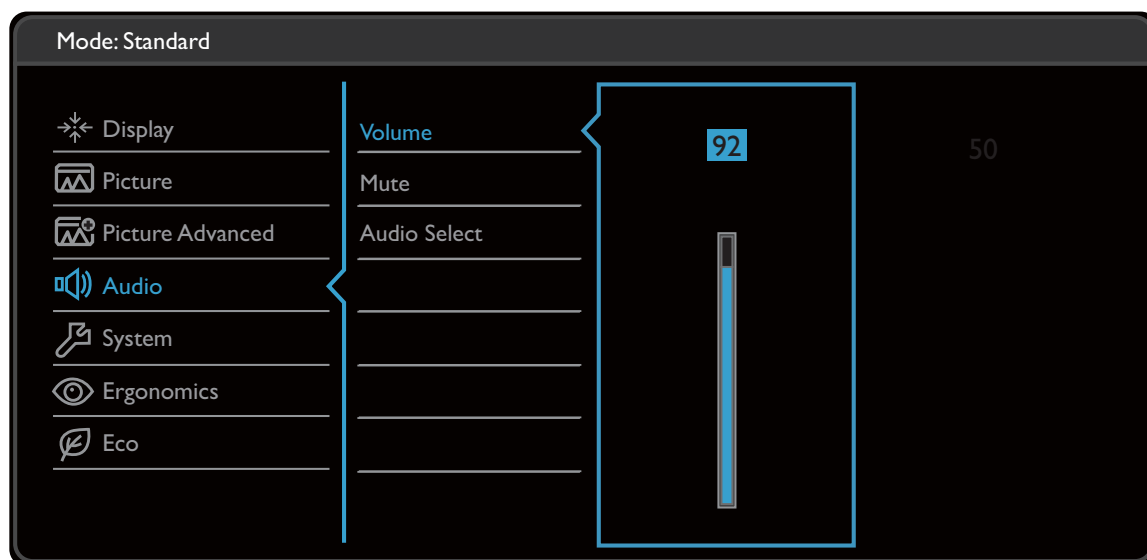 Mode: Standard
Display
Picture
Picture Advanced
Audio
System
Ergonomics
Eco
Volume
Mute
Audio Select
92
50